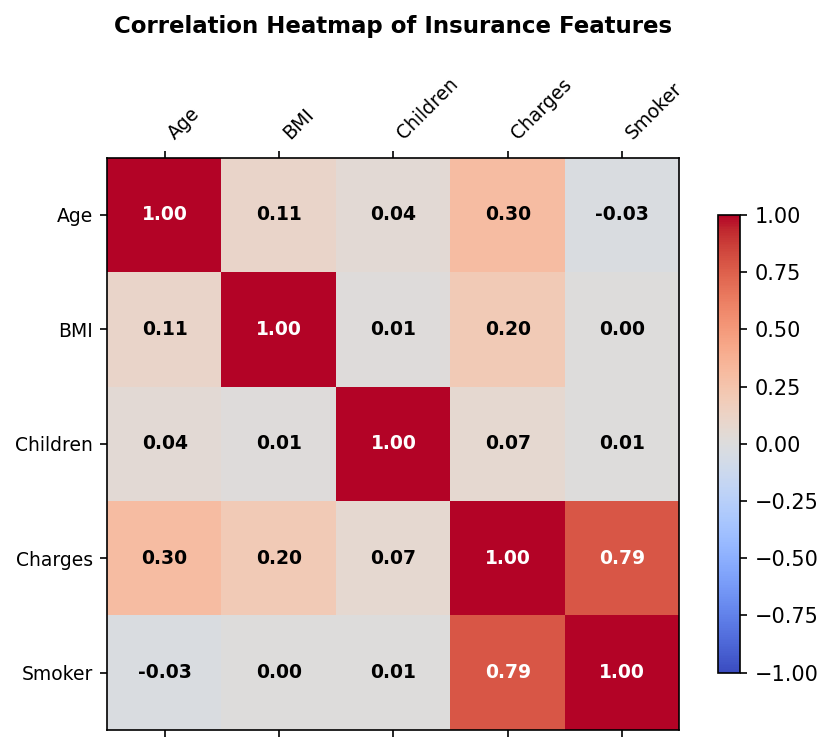 Correlation Heatmap of Insurance Features
Age BMI Children Charges Smoker
Age 1.00 0.11 0.04 0.30 -0.03
BMI 0.11 1.00 0.01 0.20 0.00
Children 0.04 0.01 1.00 0.07 0.01
Charges 0.30 0.20 0.07 1.00 0.79
Smoker -0.03 0.00 0.01 0.79 1.00
1.00
0.75
0.50
0.25
0.00
−0.25
−0.50
−0.75
−1.00